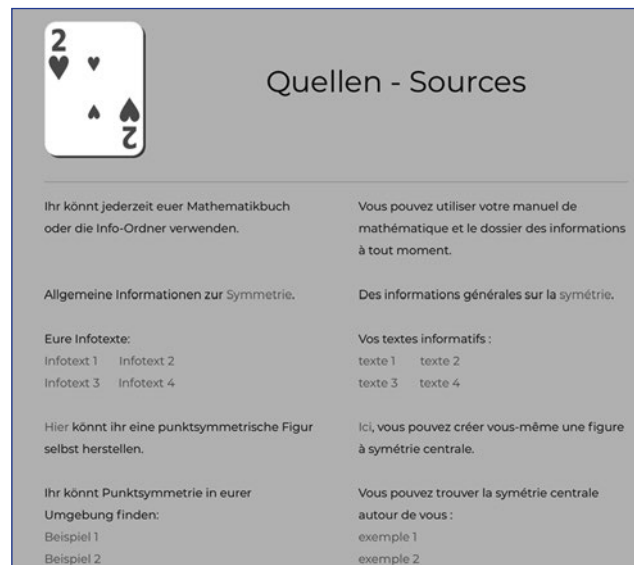 2
2
Quellen - Sources
Ihr könnt jederzeit euer Mathematikbuch
oder die Info-Ordner verwenden.
Allgemeine Informationen zur Symmetrie.
Eure Infotexte:
Infotext 1 Infotext 2
Infotext 3 Infotext 4
Hier könnt ihr eine punktsymmetrische Figur
selbst herstellen.
Ihr könnt Punktsymmetrie in eurer
Umgebung finden:
Beispiel 1
Beispiel 2
Vous pouvez utiliser votre manuel de
mathématique et le dossier des informations
à tout moment.
Des informations générales sur la symétrie.
Vos textes informatifs :
texte 1 texte 2
texte 3 texte 4
Ici, vous pouvez créer vous-même une figure
à symétrie centrale.
Vous pouvez trouver la symétrie centrale
autour de vous :
exemple 1
exemple 2